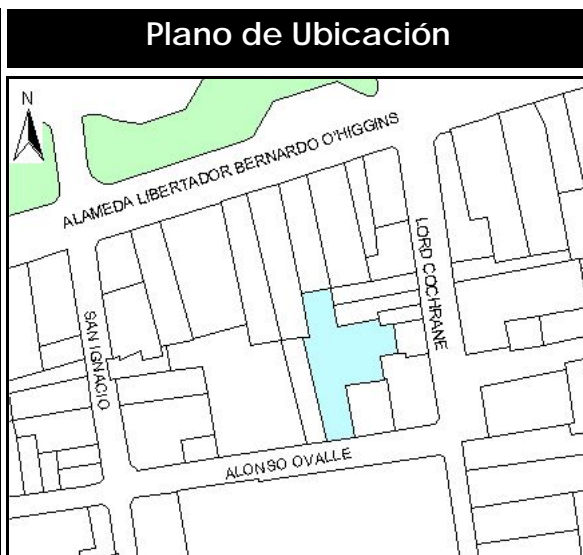 Plano de Ubicación
N
ALAMEDA LIBERTADOR BERNARDO O'HIGGINS
SAN IGNACIO
LORD COCHRANE
ALONSO OVALLE